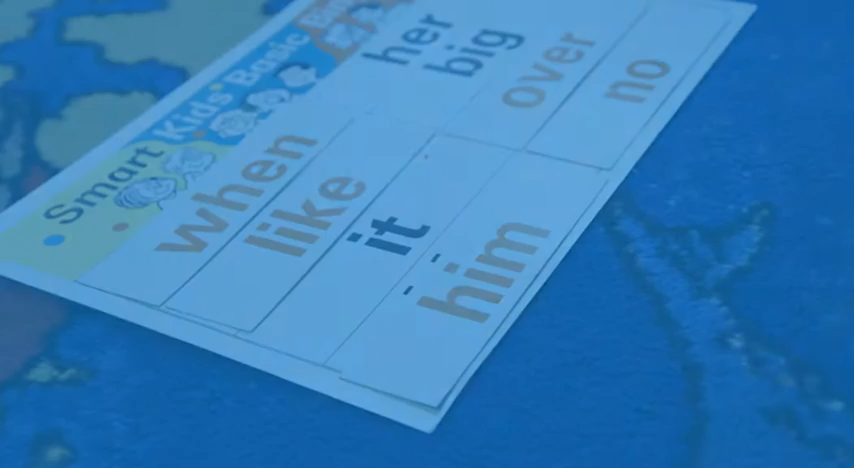 Smart Kids' Basic
when her
like big
it over
him no